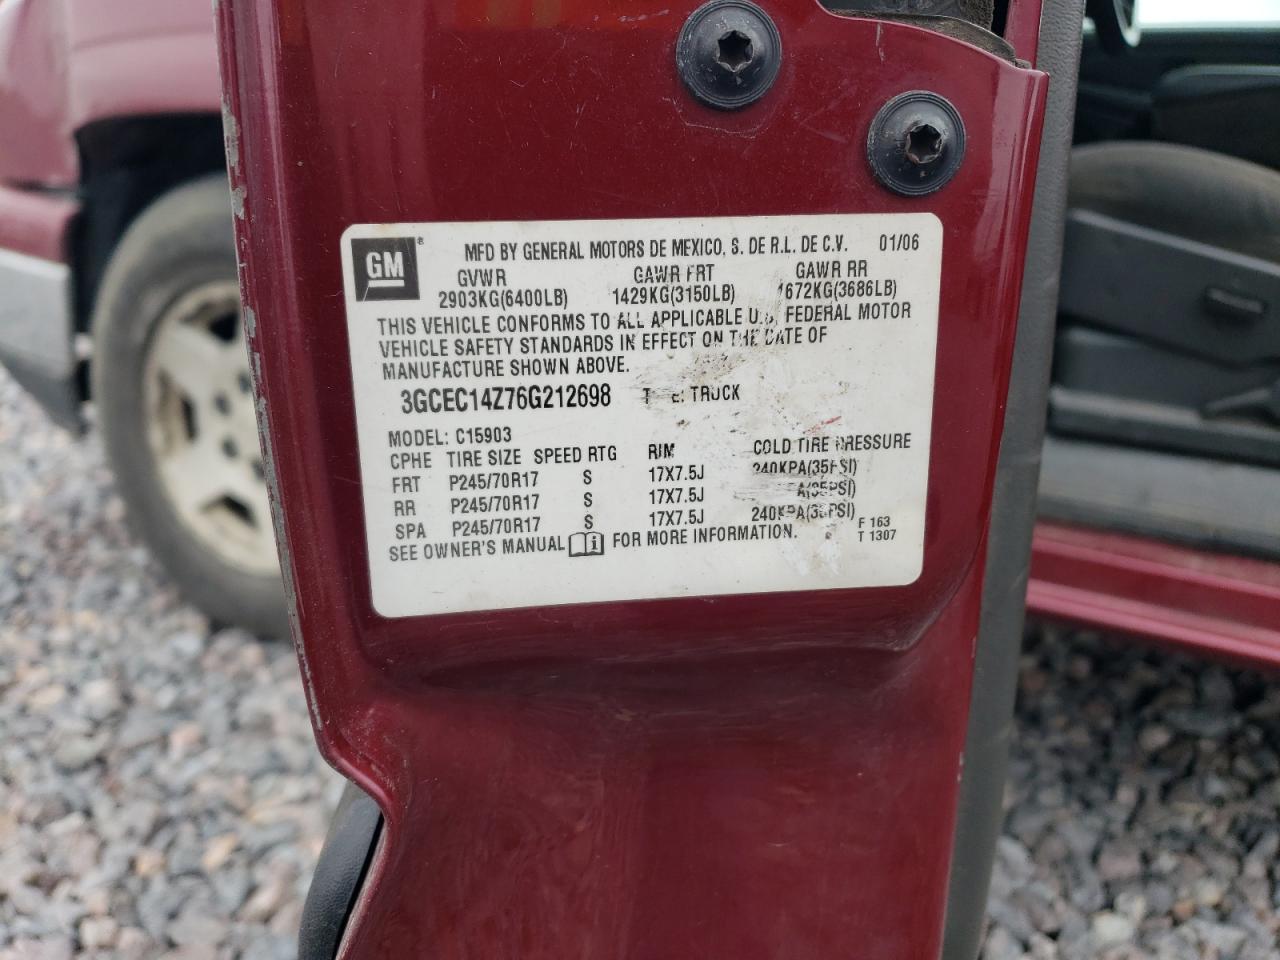 GM® MFD BY GENERAL MOTORS DE MEXICO, S. DE R.L. DE C.V. 01/06
GVWR GAWR FRT GAWR RR
2903KG(6400LB) 1429KG(3150LB) 1672KG(3686LB)
THIS VEHICLE CONFORMS TO ALL APPLICABLE U.S. FEDERAL MOTOR
VEHICLE SAFETY STANDARDS IN EFFECT ON THE DATE OF
MANUFACTURE SHOWN ABOVE.
3GCEC14Z76G212698 TRUCK
MODEL: C15903
CPHE TIRE SIZE SPEED RTG RIM COLD TIRE PRESSURE
FRT P245/70R17 S 17X7.5J 240KPA(35PSI)
RR P245/70R17 S 17X7.5J
SPA P245/70R17 S 17X7.5J 240KPA(35PSI)
SEE OWNER'S MANUAL FOR MORE INFORMATION.
F 163
T 1307